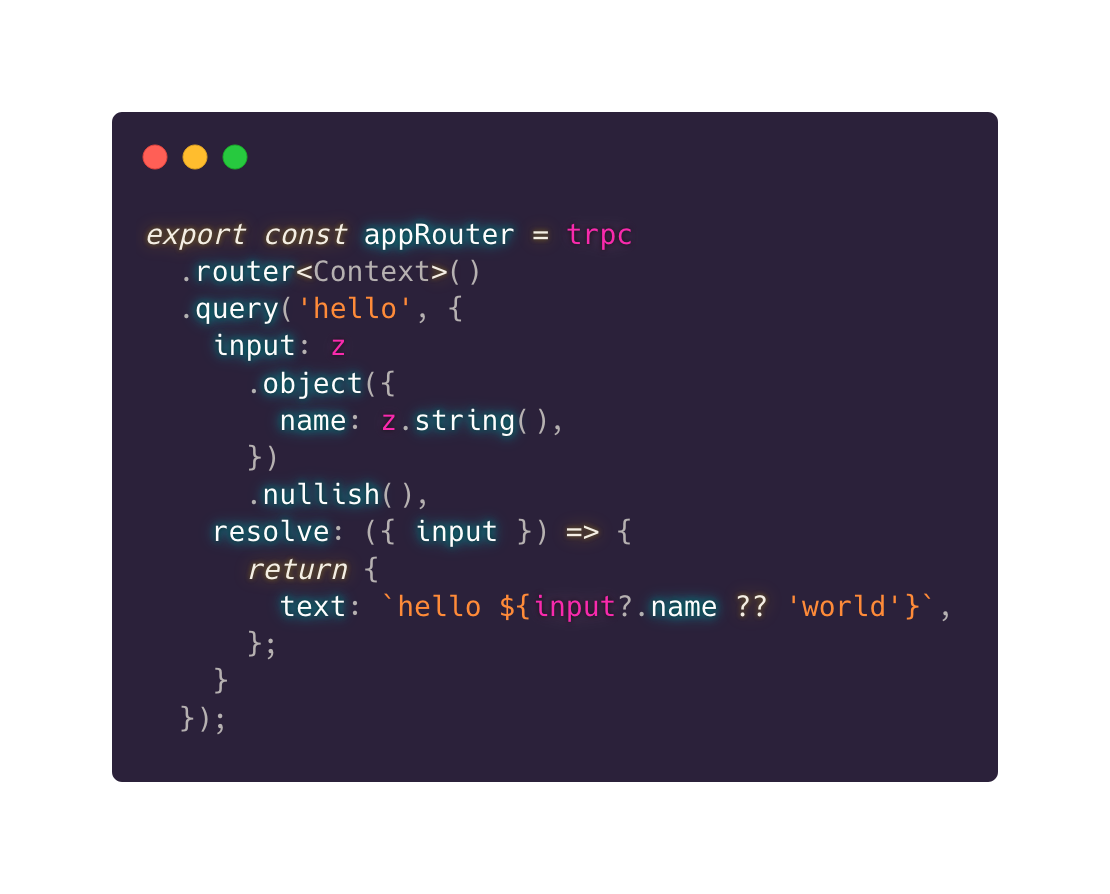 export const appRouter = trpc
  .router<Context>()
  .query('hello', {
    input: z
      .object({
        name: z.string(),
      })
      .nullish(),
    resolve: ({ input }) => {
      return {
        text: `hello ${input?.name ?? 'world'}`,
      };
    }
  });